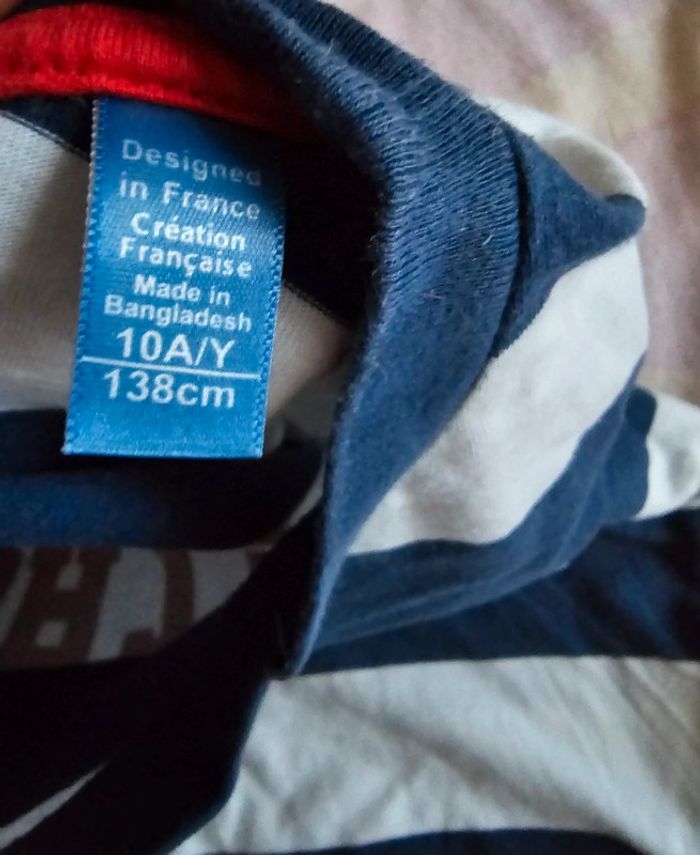 Designed
in France
Création
Française
Made in
Bangladesh
10A/Y
138cm